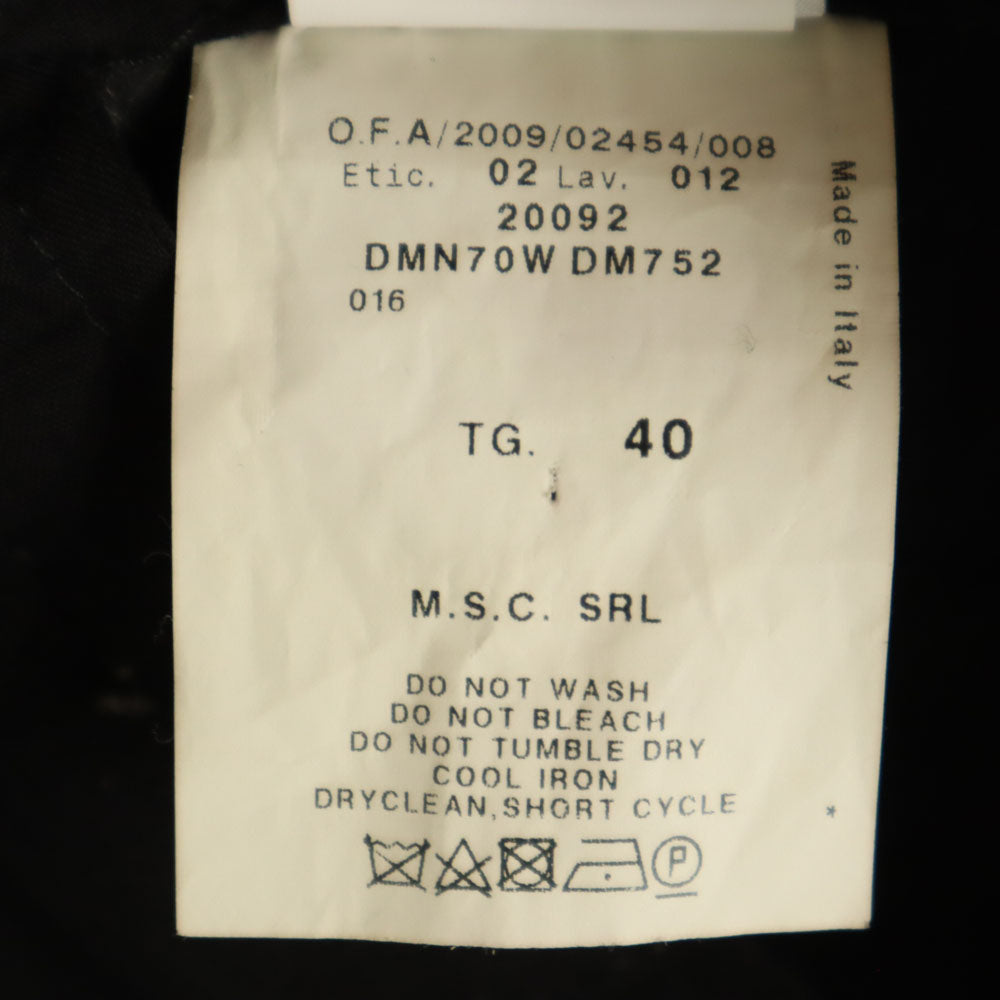 O.F.A/2009/02454/008
Etic. 02 Lav. 012
20092
DMN70W DM752
016
Made in Italy
TG. 40
M.S.C. SRL
DO NOT WASH
DO NOT BLEACH
DO NOT TUMBLE DRY
COOL IRON
DRYCLEAN,SHORT CYCLE *
P